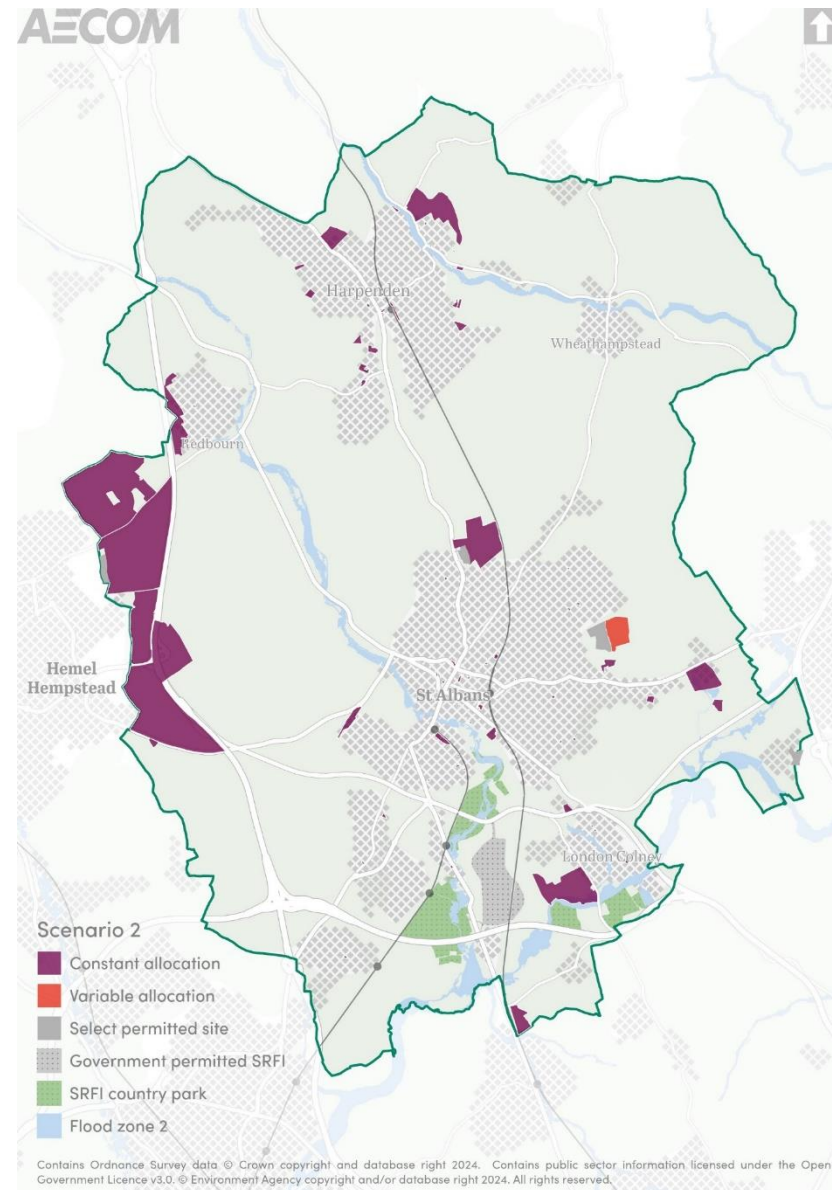 AECOM
Harpenden
Wheathampstead
Redbourn
Hemel
Hempstead
St Albans
London Colney
Scenario 2
Constant allocation
Variable allocation
Select permitted site
Government permitted SRFI
SRFI country park
Flood zone 2
Contains Ordnance Survey data © Crown copyright and database right 2024. Contains public sector information licensed under the Open
Government Licence v3.0. © Environment Agency copyright and/or database right 2024. All rights reserved.